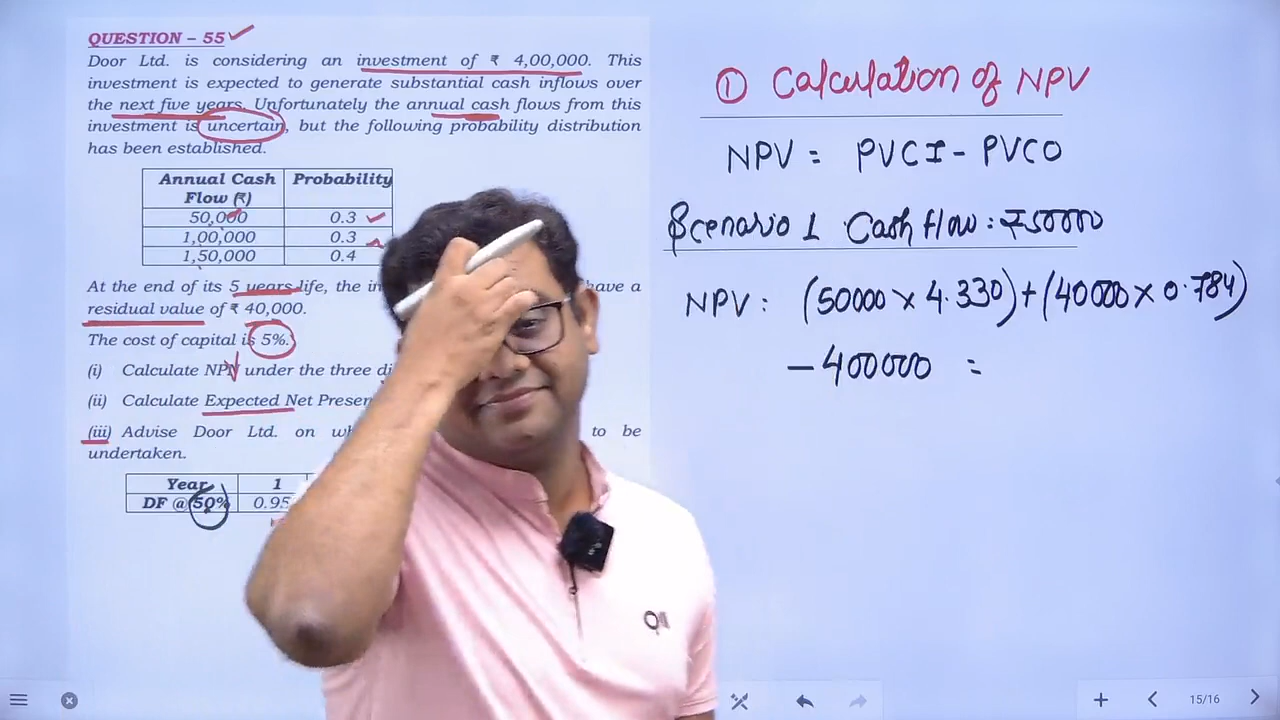 QUESTION – 55
Door Ltd. is considering an investment of ₹ 4,00,000. This
investment is expected to generate substantial cash inflows over
the next five years. Unfortunately the annual cash flows from this
investment is uncertain, but the following probability distribution
has been established.
Annual Cash Flow (₹) Probability
50,000 0.3
1,00,000 0.3
1,50,000 0.4
At the end of its 5 years life, the in have a
residual value of ₹ 40,000.
The cost of capital is 5%.
(i) Calculate NPV under the three di
(ii) Calculate Expected Net Presen
(iii) Advise Door Ltd. on wh to be
undertaken.
Year 1
DF @ 50% 0.95
① Calculation of NPV
NPV = PVCI - PVCO
Scenario 1 Cash flow : ₹50000
NPV : (50000 × 4.330) + (40000 × 0.784)
- 400000 =
15/16